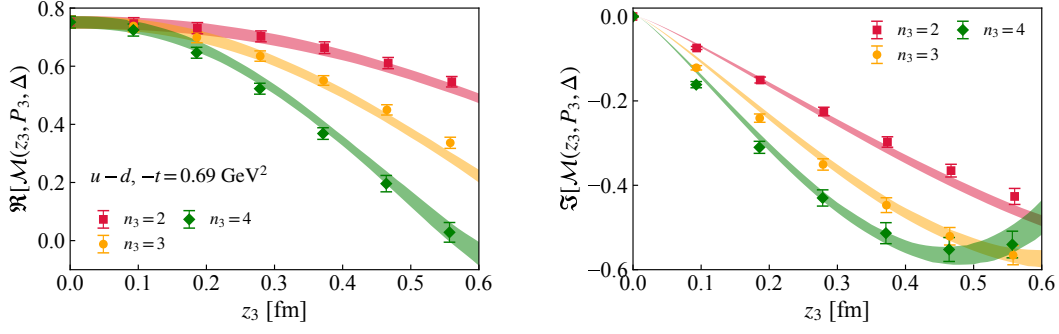 0.8
0.6
0.4
0.2
0.0
ℜ[ℳ(z₃, P₃, Δ)]
u − d, −t = 0.69 GeV²
n₃ = 2
n₃ = 4
n₃ = 3
0.0 0.1 0.2 0.3 0.4 0.5 0.6
z₃ [fm]
0.0
−0.2
−0.4
−0.6
ℑ[ℳ(z₃, P₃, Δ)]
n₃ = 2
n₃ = 4
n₃ = 3
0.0 0.1 0.2 0.3 0.4 0.5 0.6
z₃ [fm]